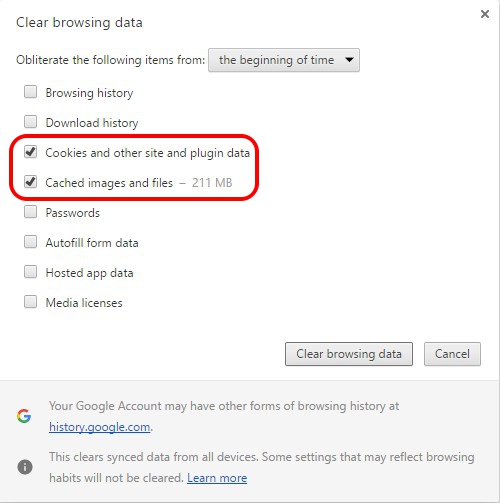 Clear browsing data
Obliterate the following items from: the beginning of time
Browsing history
Download history
Cookies and other site and plugin data
Cached images and files – 211 MB
Passwords
Autofill form data
Hosted app data
Media licenses
Clear browsing data Cancel
Your Google Account may have other forms of browsing history at
history.google.com.
This clears synced data from all devices. Some settings that may reflect browsing
habits will not be cleared. Learn more